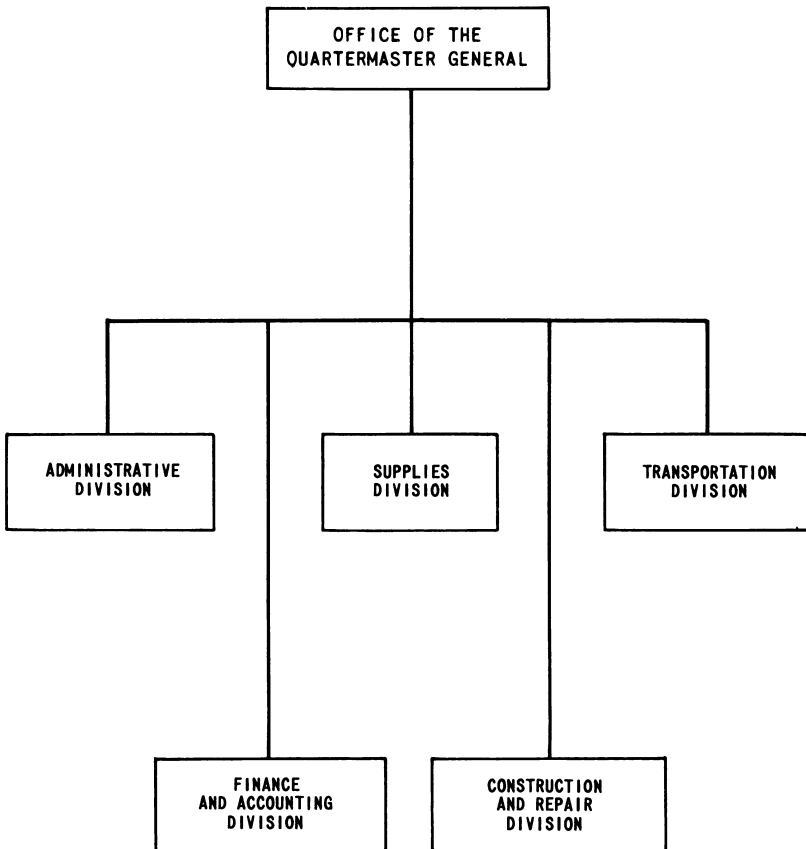 OFFICE OF THE
QUARTERMASTER GENERAL
ADMINISTRATIVE
DIVISION
SUPPLIES
DIVISION
TRANSPORTATION
DIVISION
FINANCE
AND ACCOUNTING
DIVISION
CONSTRUCTION
AND REPAIR
DIVISION